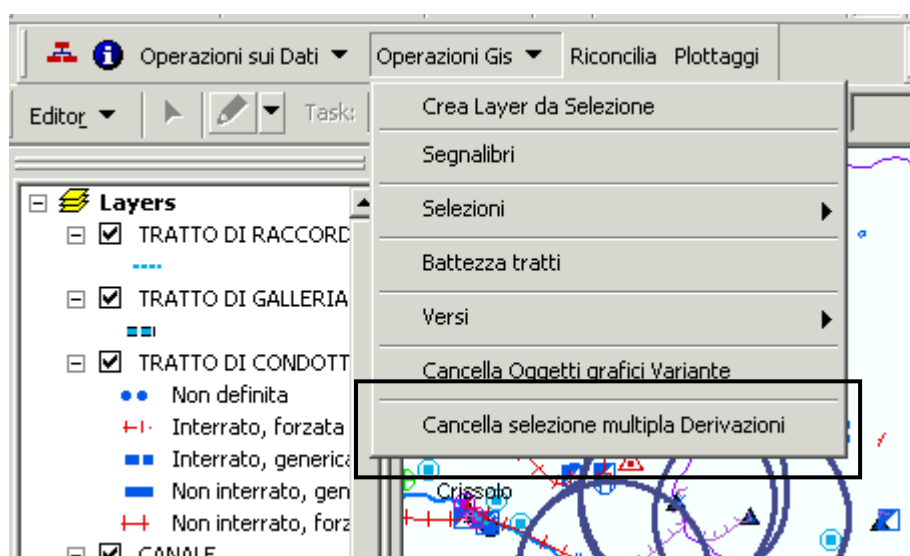 Operazioni sui Dati
Operazioni Gis
Riconcilia
Plottaggi
Editor
Task:
Crea Layer da Selezione
Segnalibri
Selezioni
Battezza tratti
Versi
Cancella Oggetti grafici Variante
Cancella selezione multipla Derivazioni
Layers
TRATTO DI RACCORD
TRATTO DI GALLERIA
TRATTO DI CONDOTT
Non definita
Interrato, forzata
Interrato, generica
Non interrato, gen
Non interrato, forz
CANALE
Crissolo